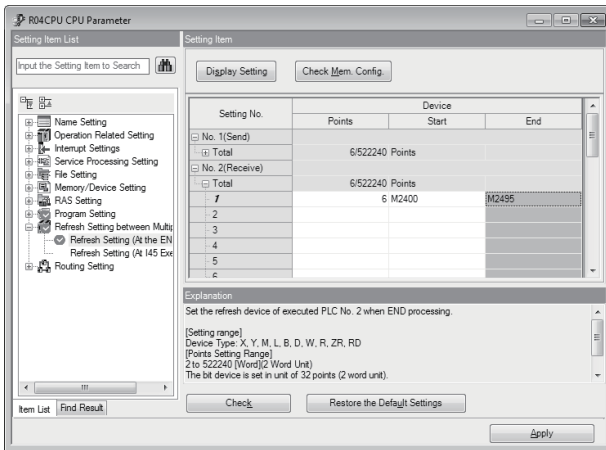 R04CPU CPU Parameter
Setting Item List
Setting Item
Input the Setting Item to Search
Display Setting
Check Mem. Config.
Name Setting
Operation Related Setting
Interrupt Settings
Service Processing Setting
File Setting
Memory/Device Setting
RAS Setting
Program Setting
Refresh Setting between Multip
Refresh Setting (At the EN
Refresh Setting (At I45 Exe
Routing Setting
Item List
Find Result
Setting No.
Device
Points
Start
End
No. 1(Send)
Total
6/522240 Points
No. 2(Receive)
Total
6/522240 Points
1
6 M2400
M2495
2
3
4
5
6
Explanation
Set the refresh device of executed PLC No. 2 when END processing.
[Setting range]
Device Type: X, Y, M, L, B, D, W, R, ZR, RD
[Points Setting Range]
2 to 522240 [Word](2 Word Unit)
The bit device is set in unit of 32 points (2 word unit).
Check
Restore the Default Settings
Apply